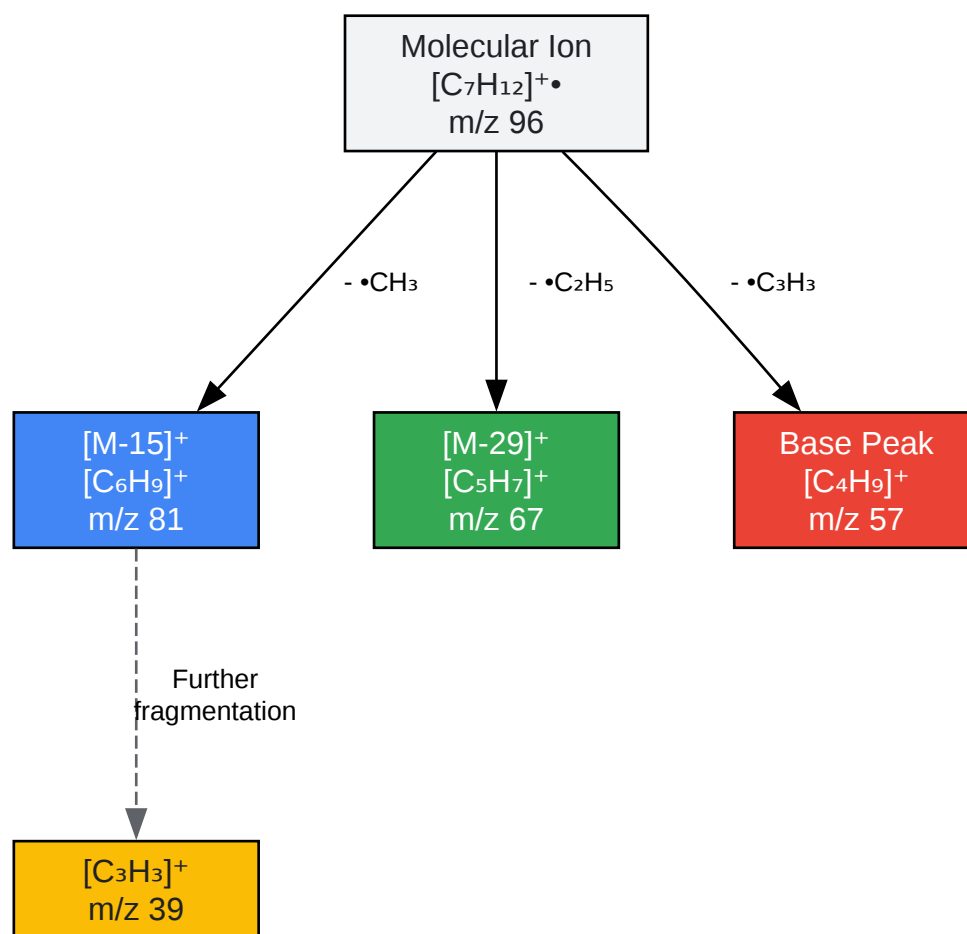 Molecular Ion
[C₇H₁₂]⁺•
m/z 96
- •CH₃
- •C₂H₅
- •C₃H₃
[M-15]⁺
[C₆H₉]⁺
m/z 81
[M-29]⁺
[C₅H₇]⁺
m/z 67
Base Peak
[C₄H₉]⁺
m/z 57
Further
fragmentation
[C₃H₃]⁺
m/z 39